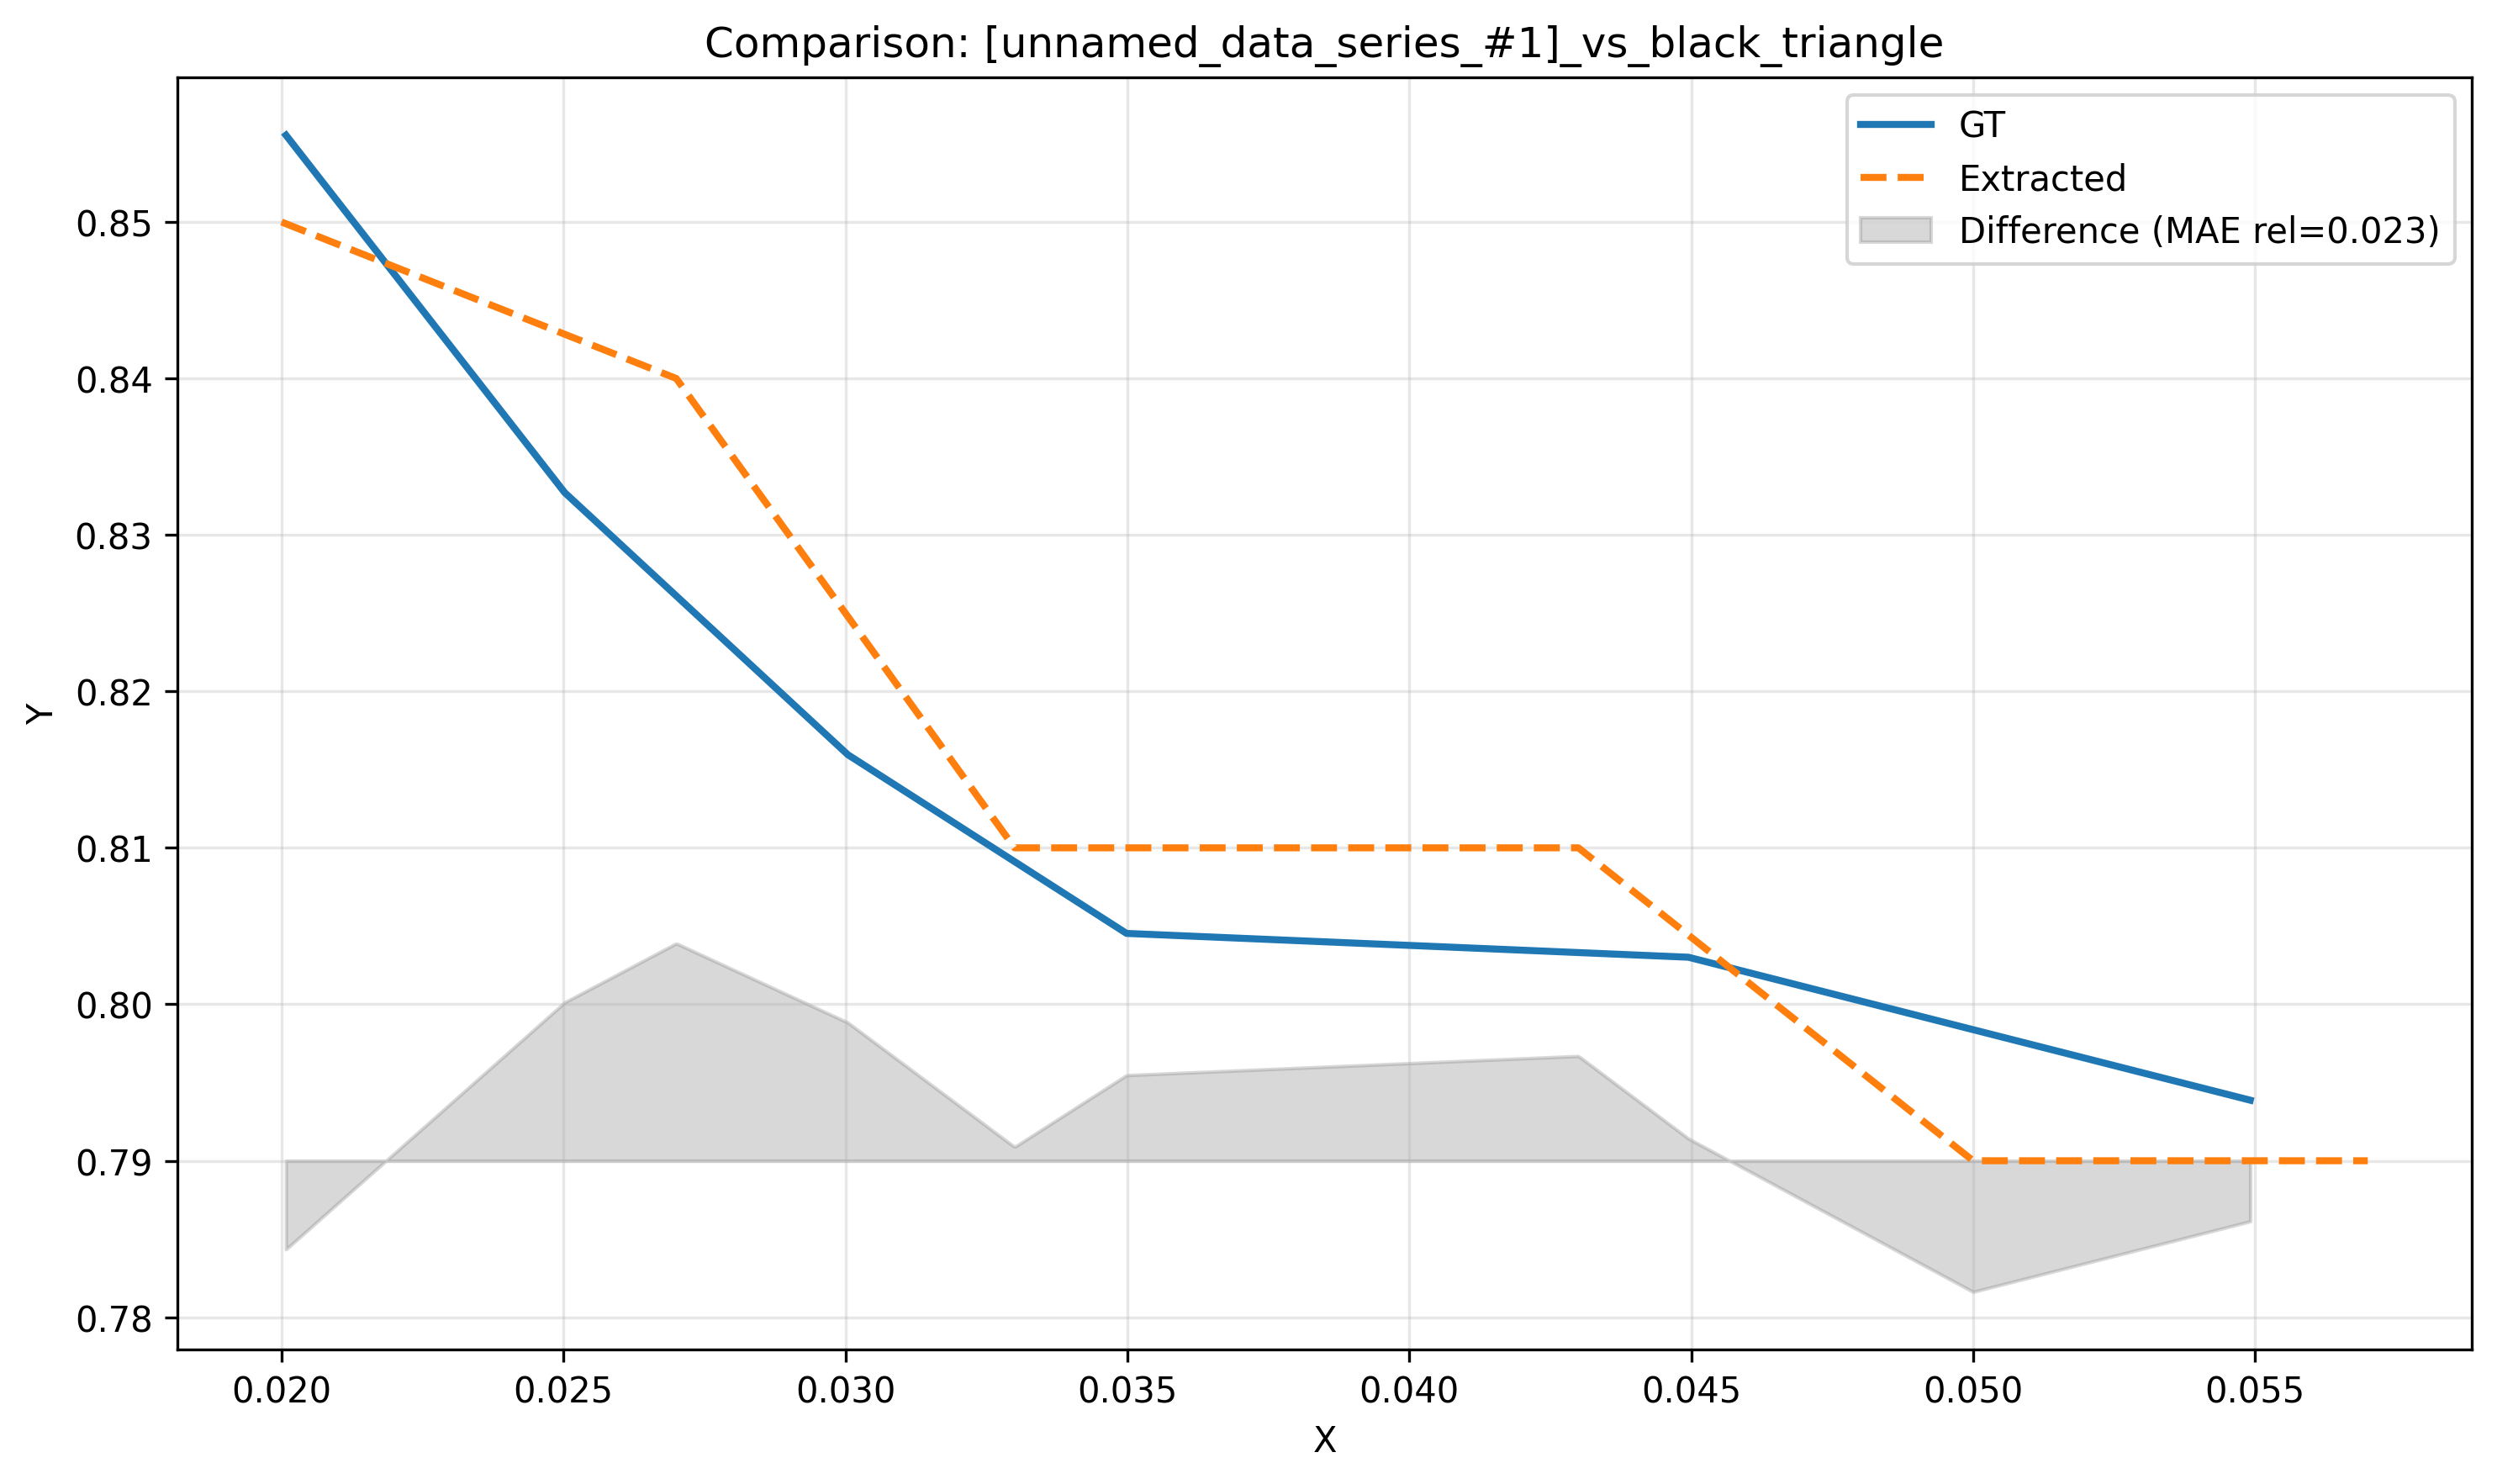 Comparison: [unnamed_data_series_#1]_vs_black_triangle
GT
Extracted
Difference (MAE rel=0.023)
0.85
0.84
0.83
0.82
0.81
0.80
0.79
0.78
Y
0.020 0.025 0.030 0.035 0.040 0.045 0.050 0.055
X